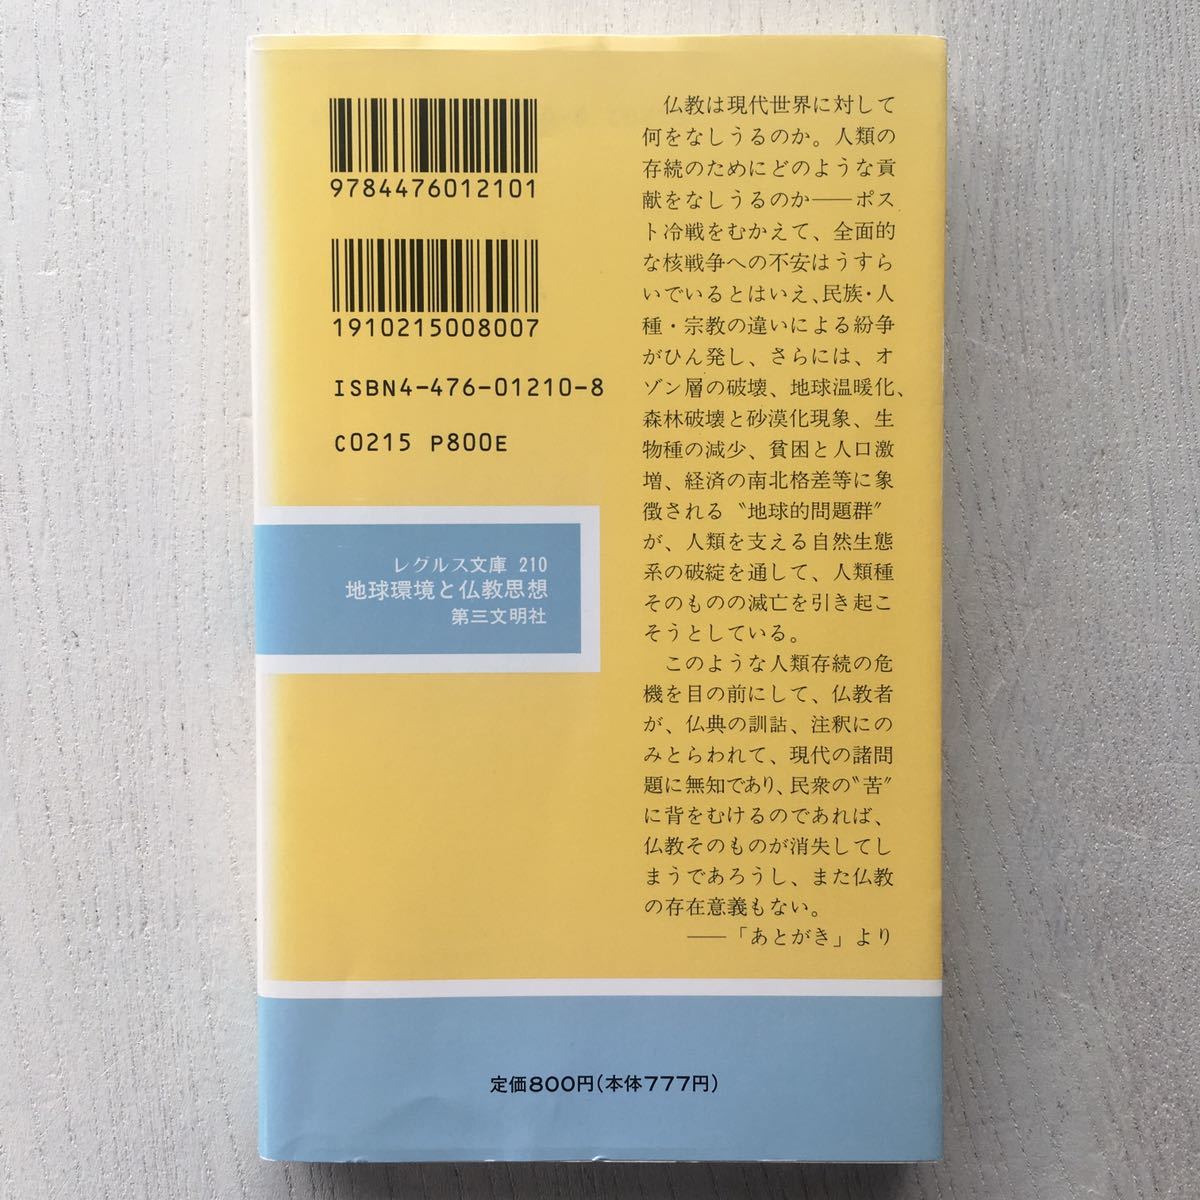 9784476012101
1910215008007
ISBN4-476-01210-8
C0215 P800E
レグルス文庫 210
地球環境と仏教思想
第三文明社
仏教は現代世界に対して
何をなしうるのか。人類の
存続のためにどのような貢
献をなしうるのか——ポス
ト冷戦をむかえて、全面的
な核戦争への不安はうすら
いでいるとはいえ、民族・人
種・宗教の違いによる紛争
がひん発し、さらには、オ
ゾン層の破壊、地球温暖化、
森林破壊と砂漠化現象、生
物種の減少、貧困と人口激
増、経済の南北格差等に象
徴される〝地球的問題群〟
が、人類を支える自然生態
系の破綻を通して、人類種
そのものの滅亡を引き起こ
そうとしている。
このような人類存続の危
機を目の前にして、仏教者
が、仏典の訓詁、注釈にの
みとらわれて、現代の諸問
題に無知であり、民衆の〝苦〟
に背をむけるのであれば、
仏教そのものが消失してし
まうであろうし、また仏教
の存在意義もない。
——「あとがき」より
定価800円(本体777円)